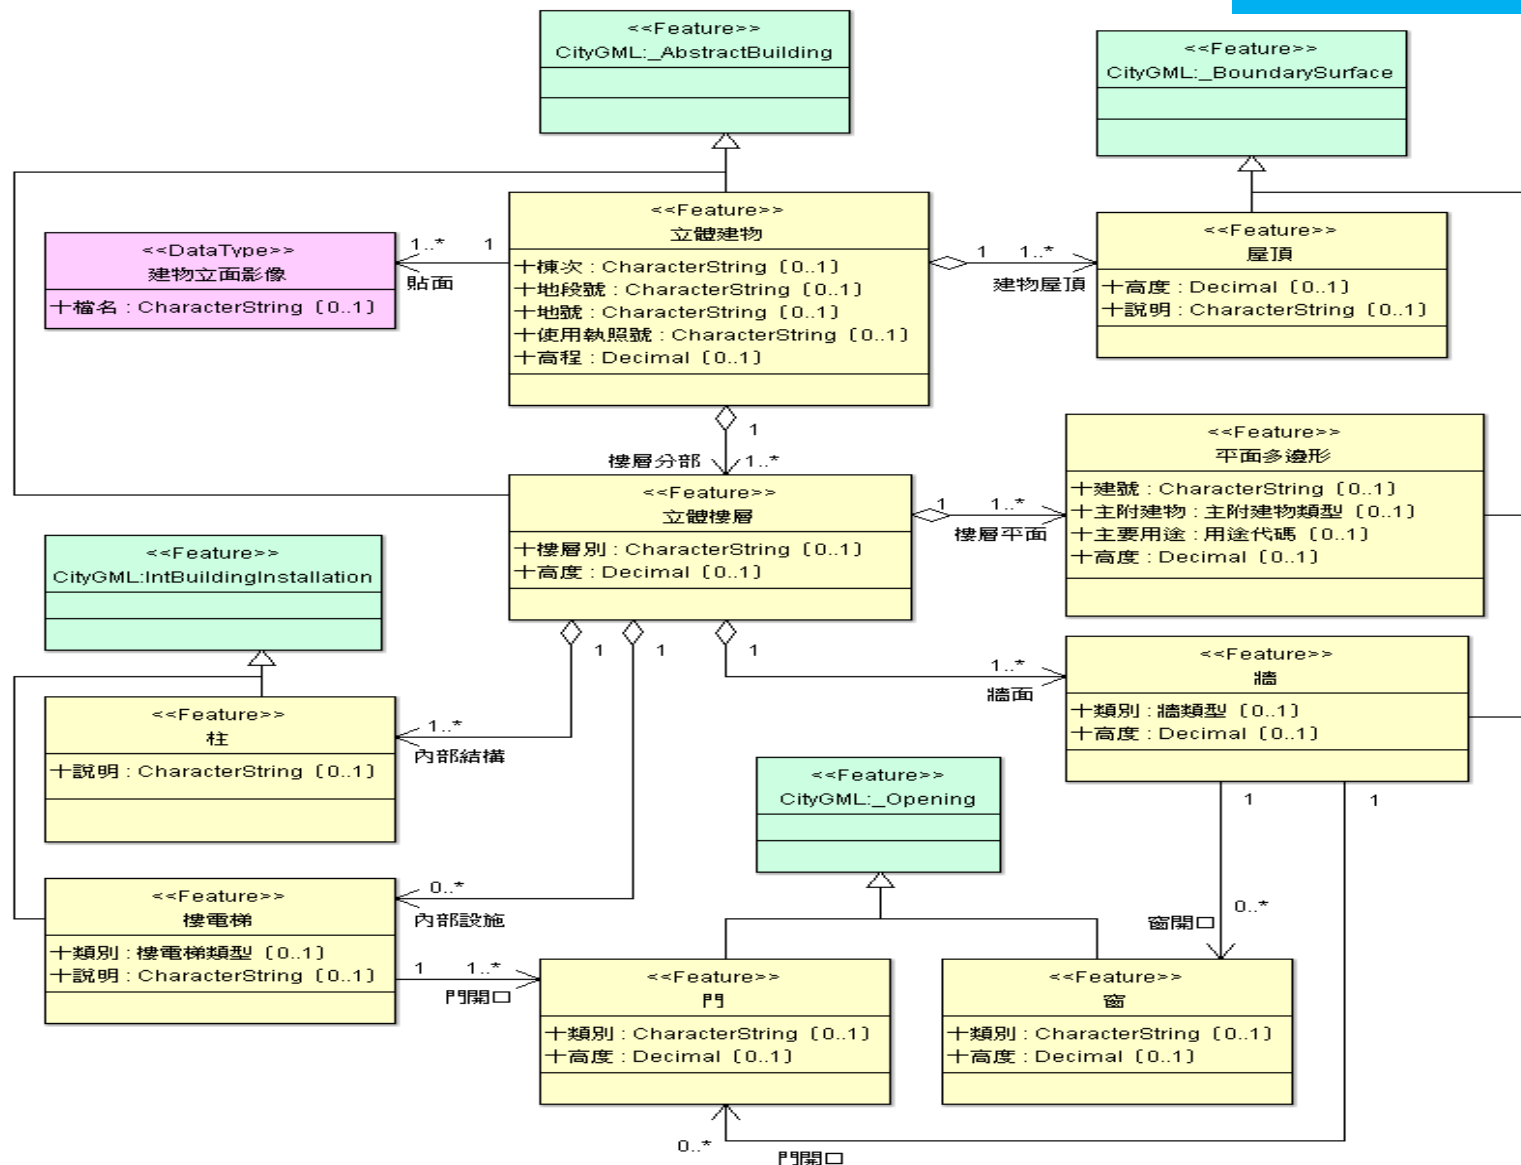 <<Feature>>
CityGML:_AbstractBuilding
<<Feature>>
CityGML:_BoundarySurface
<<DataType>>
建物立面影像
+檔名 : CharacterString [0..1]
1..*
1
貼面
<<Feature>>
立體建物
+棟次 : CharacterString [0..1]
+地段號 : CharacterString [0..1]
+地號 : CharacterString [0..1]
+使用執照號 : CharacterString [0..1]
+高程 : Decimal [0..1]
1
1..*
建物屋頂
<<Feature>>
屋頂
+高度 : Decimal [0..1]
+說明 : CharacterString [0..1]
1
樓層分部
1..*
<<Feature>>
立體樓層
+樓層別 : CharacterString [0..1]
+高度 : Decimal [0..1]
1
1..*
樓層平面
<<Feature>>
平面多邊形
+建號 : CharacterString [0..1]
+主附建物 : 主附建物類型 [0..1]
+主要用途 : 用途代碼 [0..1]
+高度 : Decimal [0..1]
<<Feature>>
CityGML:IntBuildingInstallation
1
1
1
1..*
牆面
<<Feature>>
牆
+類別 : 牆類型 [0..1]
+高度 : Decimal [0..1]
<<Feature>>
柱
+說明 : CharacterString [0..1]
1..*
內部結構
<<Feature>>
CityGML:_Opening
1
1
<<Feature>>
樓電梯
+類別 : 樓電梯類型 [0..1]
+說明 : CharacterString [0..1]
0..*
內部設施
0..*
窗開口
1
1..*
門開口
<<Feature>>
門
+類別 : CharacterString [0..1]
+高度 : Decimal [0..1]
<<Feature>>
窗
+類別 : CharacterString [0..1]
+高度 : Decimal [0..1]
0..*
門開口